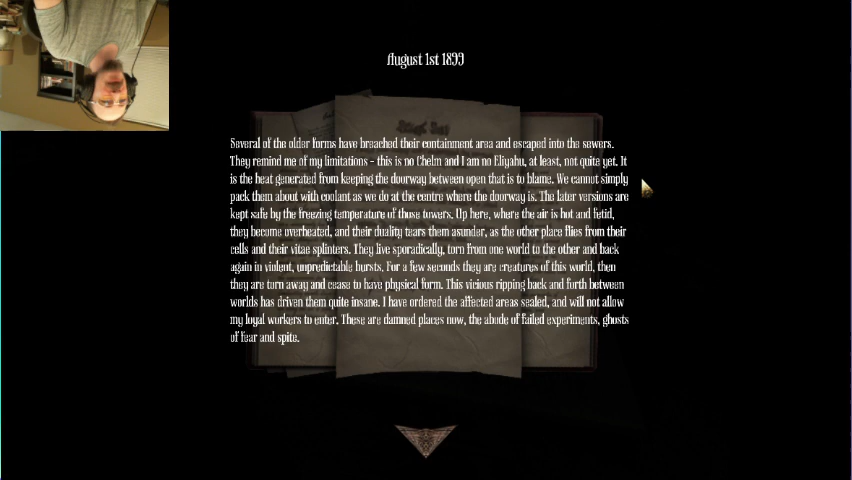 August 1st 1899
Several of the older forms have breached their containment area and escaped into the sewers.
They remind me of my limitations - this is no Chelm and I am no Eliyahu, at least, not quite yet. It
is the heat generated from keeping the doorway between open that is to blame. We cannot simply
pack them about with coolant as we do at the centre where the doorway is. The later versions are
kept safe by the freezing temperature of those towers. Up here, where the air is hot and fetid,
they become overheated, and their duality tears them asunder, as the other place flies from their
cells and their vitae splinters. They live sporadically, torn from one world to the other and back
again in violent, unpredictable bursts. For a few seconds they are creatures of this world, then
they are torn away and cease to have physical form. This vicious ripping back and forth between
worlds has driven them quite insane. I have ordered the affected areas sealed, and will not allow
my loyal workers to enter. These are damned places now, the abode of failed experiments, ghosts
of fear and spite.